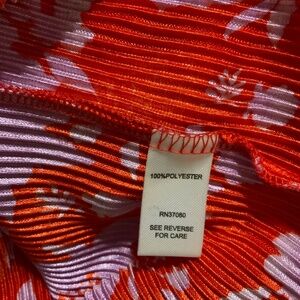 100%POLYESTER
RN37080
SEE REVERSE
FOR CARE